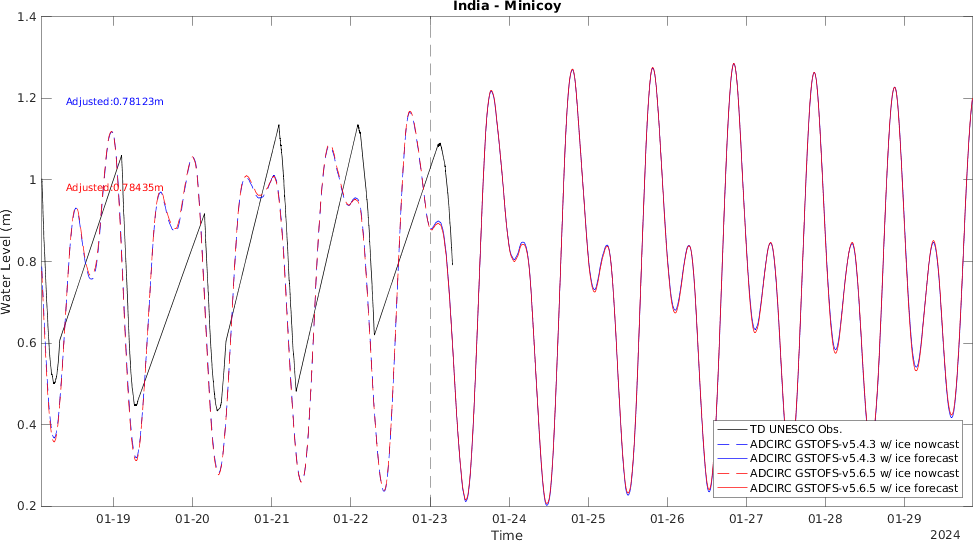 India - Minicoy
1.4
1.2
1
0.8
0.6
0.4
0.2
Water Level (m)
Adjusted:0.78123m
Adjusted:0.78435m
TD UNESCO Obs.
ADCIRC GSTOFS-v5.4.3 w/ ice nowcast
ADCIRC GSTOFS-v5.4.3 w/ ice forecast
ADCIRC GSTOFS-v5.6.5 w/ ice nowcast
ADCIRC GSTOFS-v5.6.5 w/ ice forecast
01-19 01-20 01-21 01-22 01-23 01-24 01-25 01-26 01-27 01-28 01-29
Time
2024